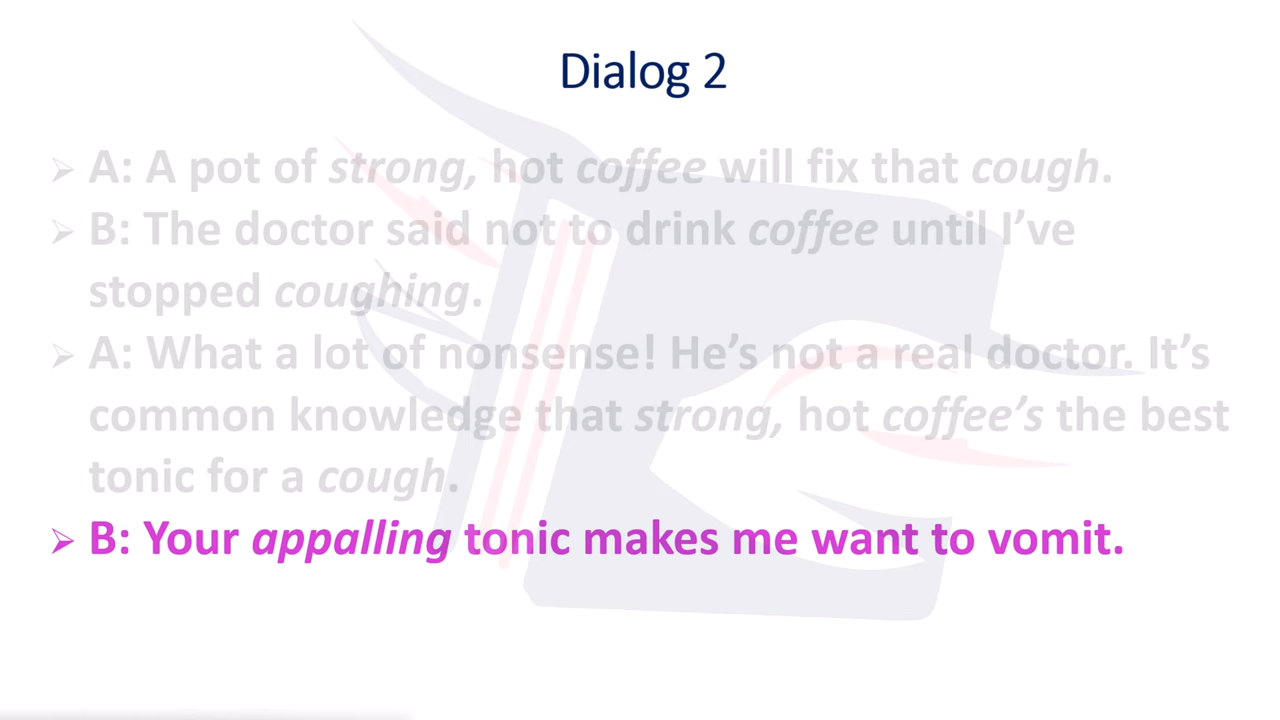 Dialog 2
➢ A: A pot of strong, hot coffee will fix that cough.
➢ B: The doctor said not to drink coffee until I’ve
stopped coughing.
➢ A: What a lot of nonsense! He’s not a real doctor. It’s
common knowledge that strong, hot coffee’s the best
tonic for a cough.
➢ B: Your appalling tonic makes me want to vomit.